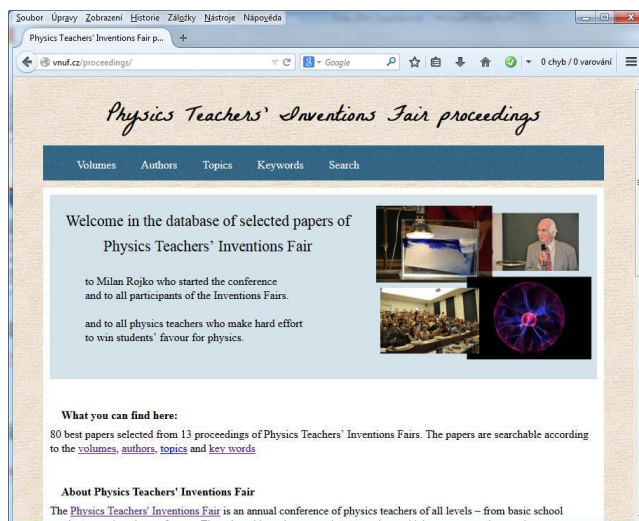 Soubor Úpravy Zobrazení Historie Záložky Nástroje Nápověda
Physics Teachers' Inventions Fair p...
vnuf.cz/proceedings/
Google
0 chyb / 0 varování
Physics Teachers' Inventions Fair proceedings
Volumes Authors Topics Keywords Search
Welcome in the database of selected papers of
Physics Teachers' Inventions Fair
to Milan Rojko who started the conference
and to all participants of the Inventions Fairs.
and to all physics teachers who make hard effort
to win students' favour for physics.
What you can find here:
80 best papers selected from 13 proceedings of Physics Teachers' Inventions Fairs. The papers are searchable according
to the volumes, authors, topics and key words
About Physics Teachers' Inventions Fair
The Physics Teachers' Inventions Fair is an annual conference of physics teachers of all levels – from basic school